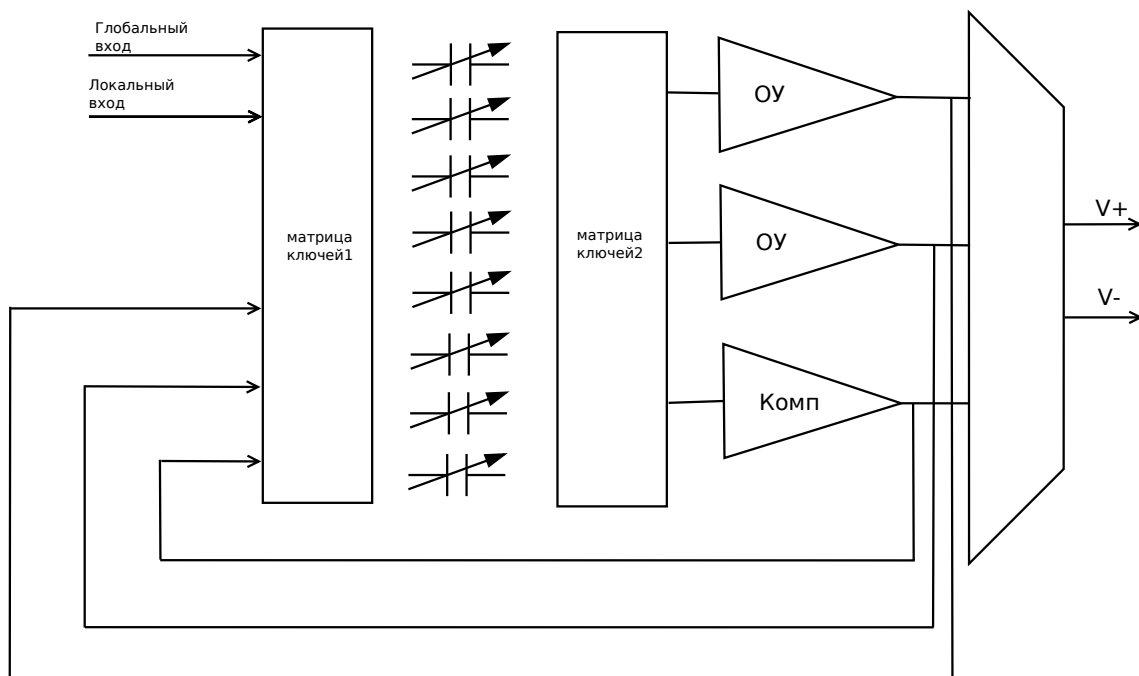 Глобальный
вход
Локальный
вход
матрица
ключей1
матрица
ключей2
ОУ
ОУ
Комп
V+
V-